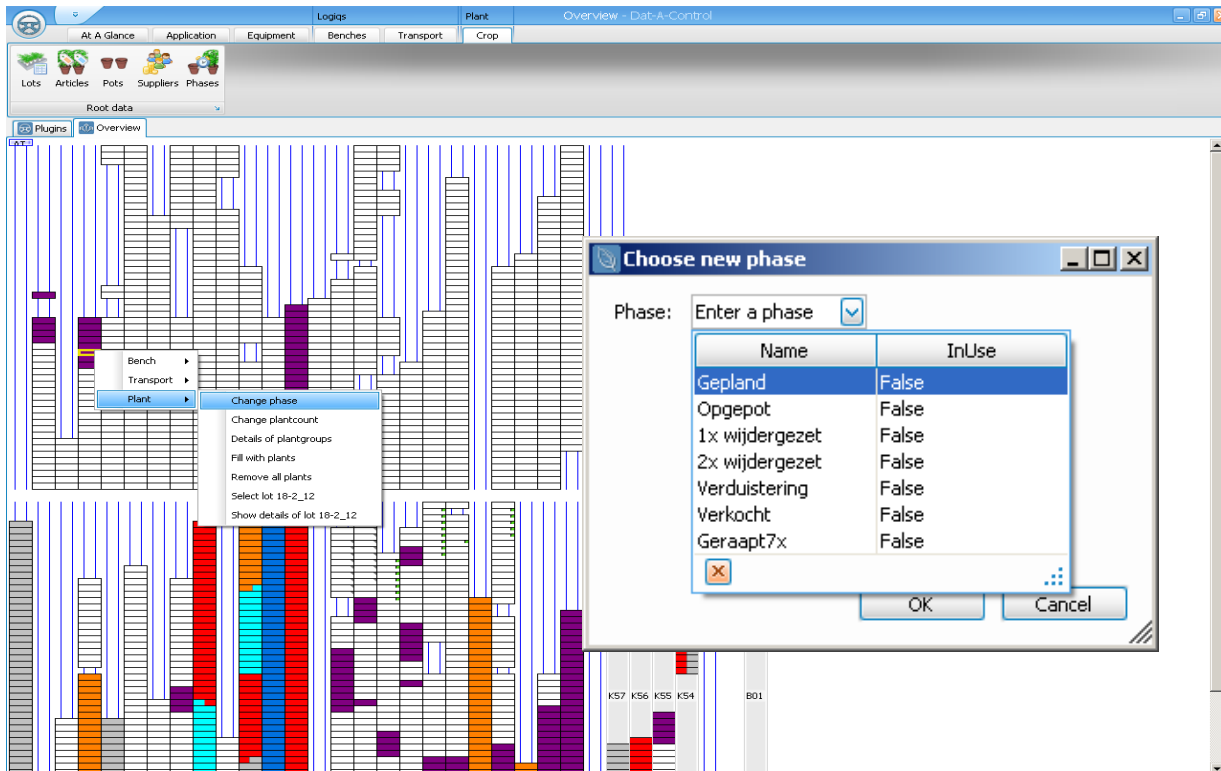 Logiqs Plant Overview - Dat-A-Control
At A Glance Application Equipment Benches Transport Crop
Lots Articles Pots Suppliers Phases
Root data
Plugins Overview
Bench
Transport
Plant
Change phase
Change plantcount
Details of plantgroups
Fill with plants
Remove all plants
Select lot 18-2_12
Show details of lot 18-2_12
Choose new phase
Phase: Enter a phase
Name InUse
Gepland False
Opgepot False
1x wijdergezet False
2x wijdergezet False
Verduistering False
Verkocht False
Geraapt7x False
OK Cancel
K57 K56 K55 K54 B01